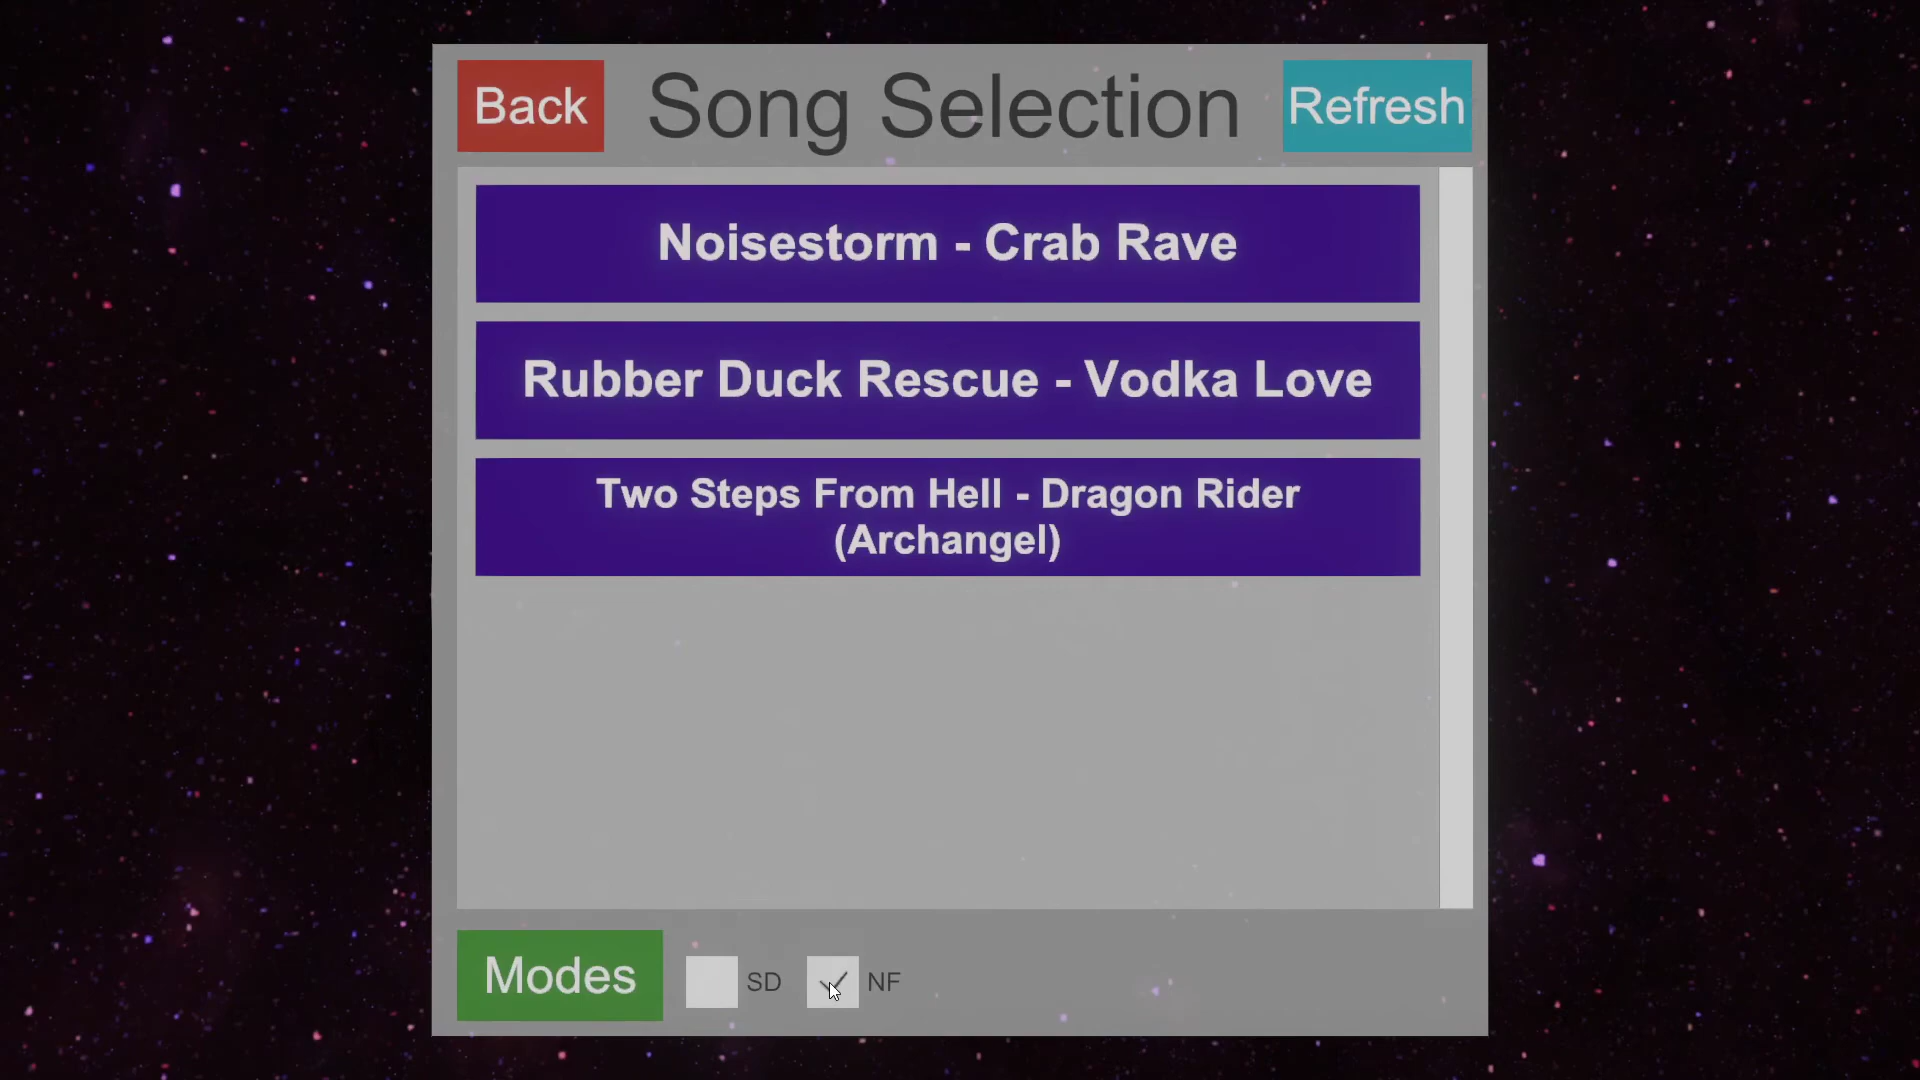 Back
Song Selection
Refresh
Noisestorm - Crab Rave
Rubber Duck Rescue - Vodka Love
Two Steps From Hell - Dragon Rider
(Archangel)
Modes
SD
NF